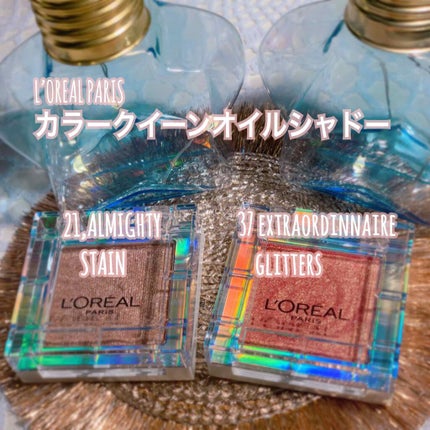 L'OREAL PARIS
カラークイーンオイルシャドー
21,ALMIGHTY
STAIN
37 EXTRAORDINNAIRE
GLITTERS
L'ORÉAL
PARIS
L'ORÉAL
PARIS